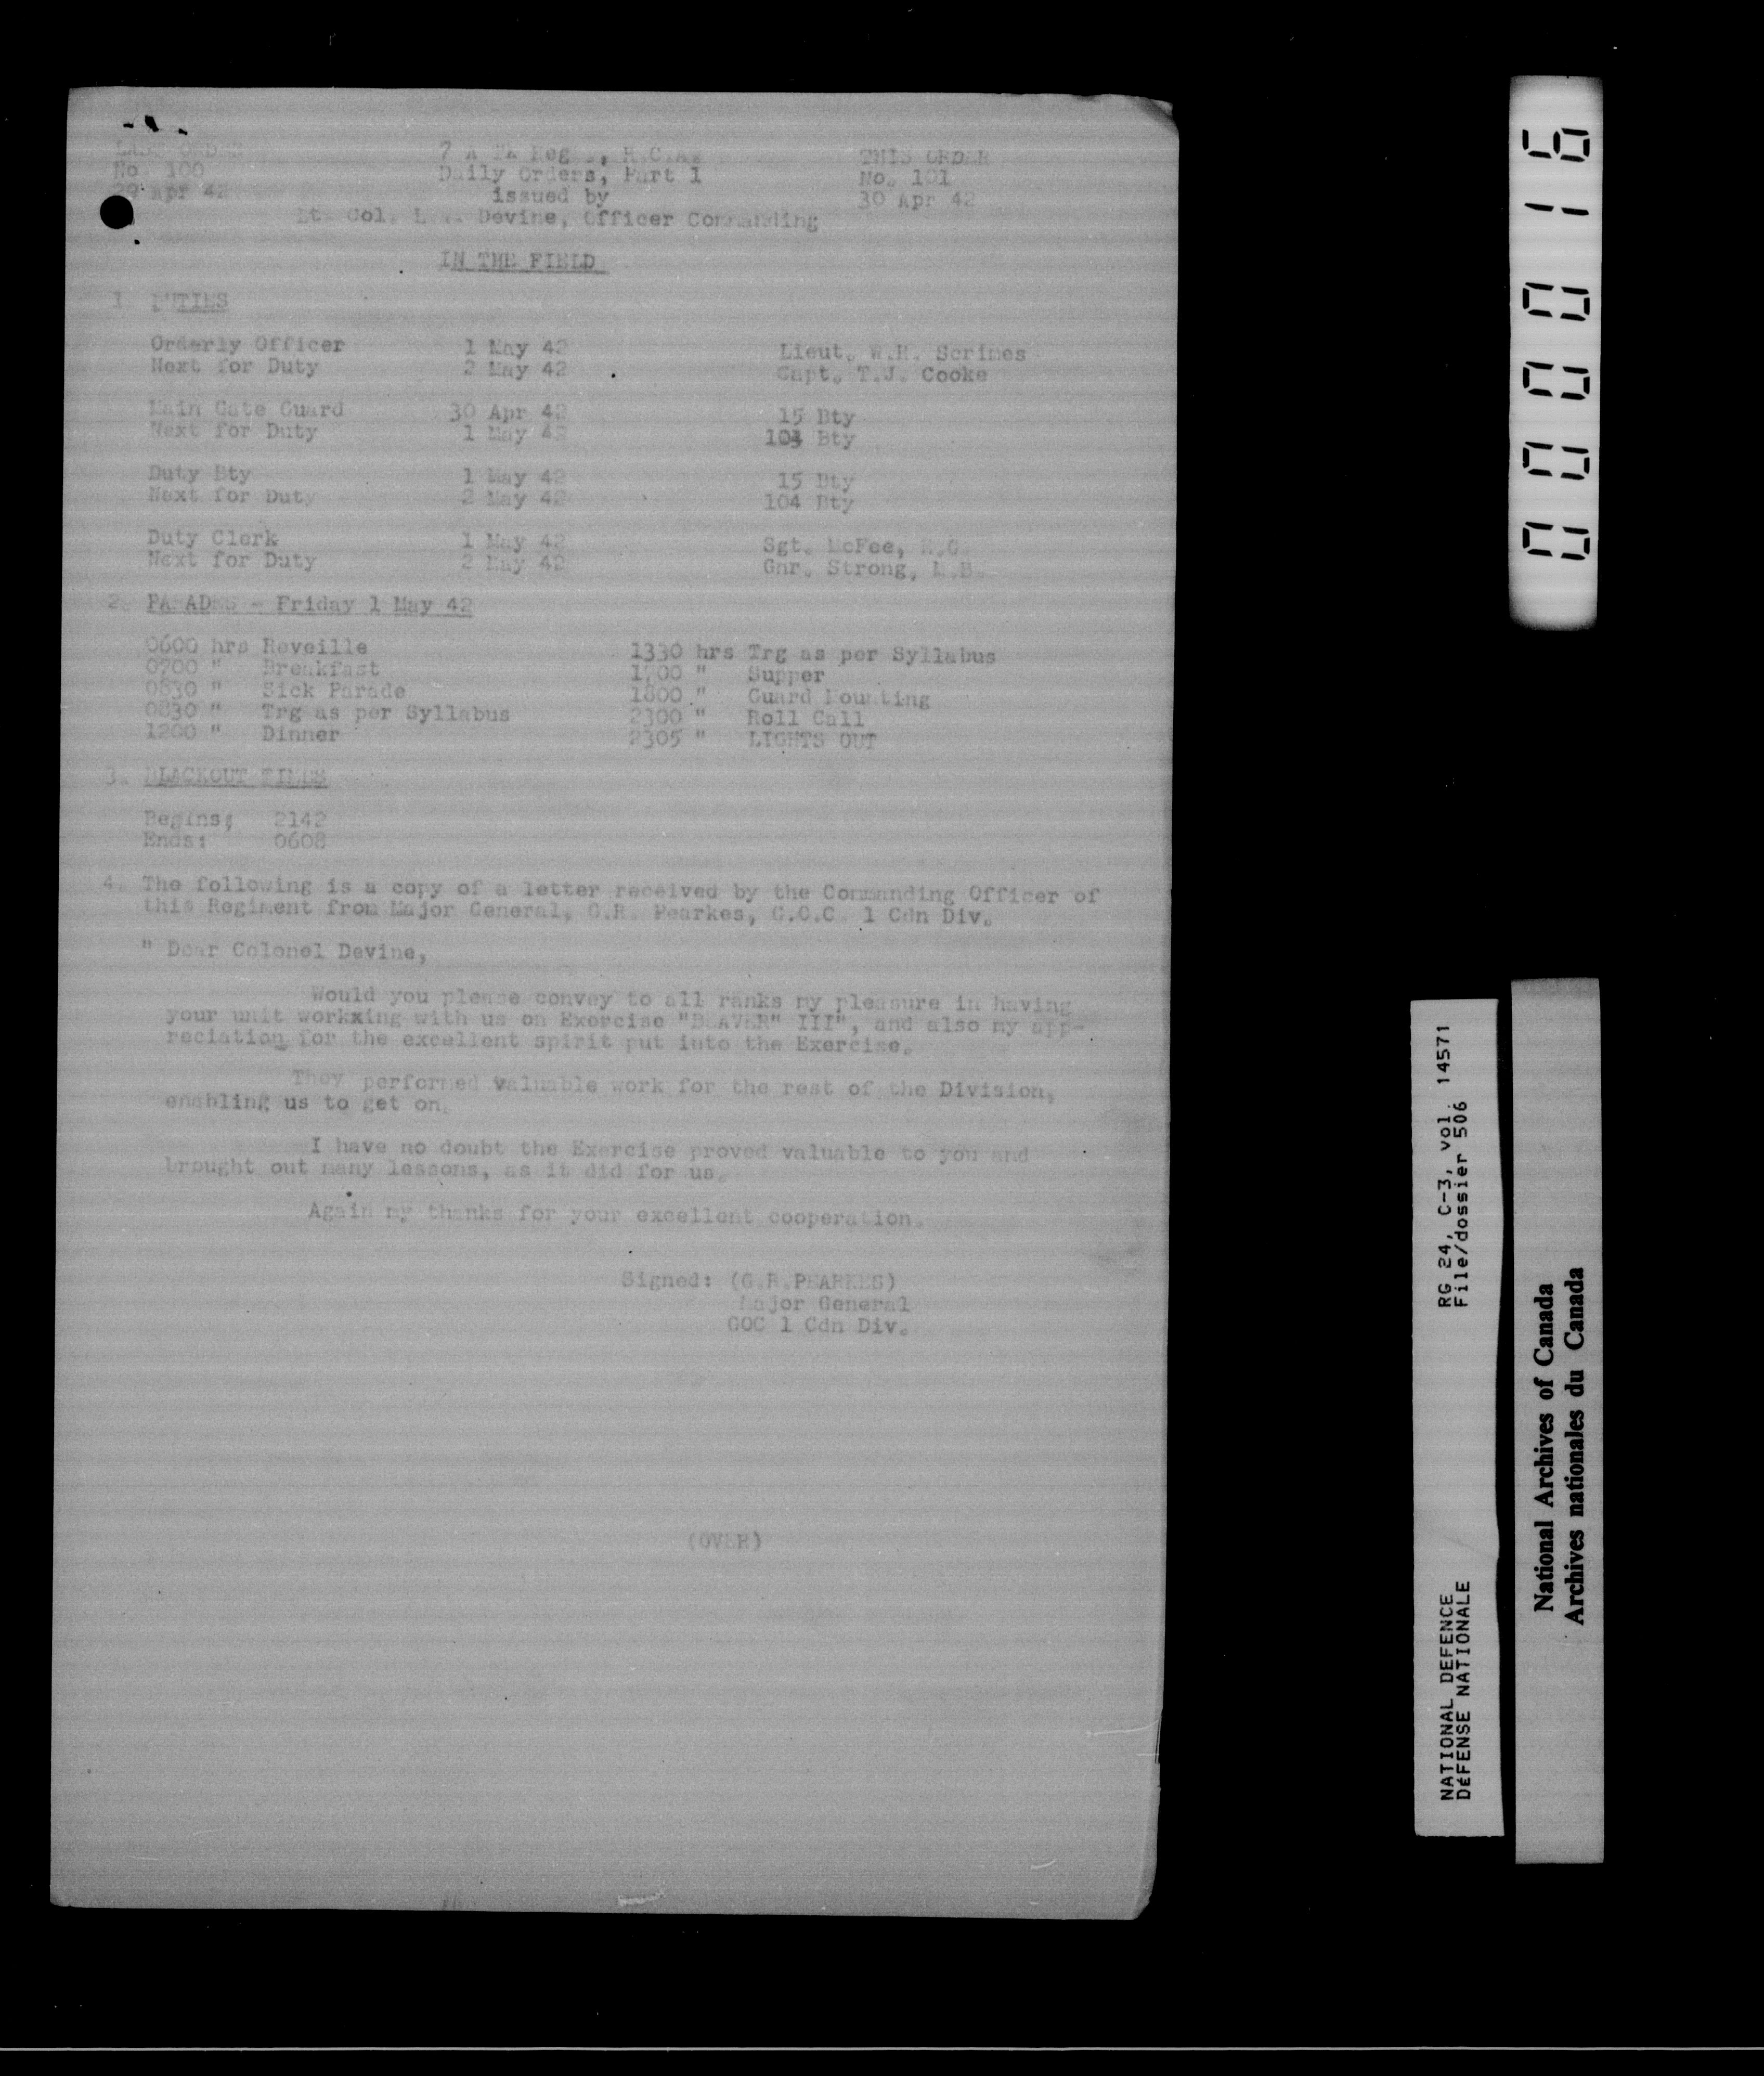 LAST ORDER
No. 100
29 Apr 42
7 A Tk Regt., R.C.A.
Daily Orders, Part 1
issued by
Lt. Col. L. Devine, Officer Commanding
THIS ORDER
No. 101
30 Apr 42
IN THE FIELD
1. DUTIES
Orderly Officer 1 May 42 Lieut. W.H. Scrimes
Next for Duty 2 May 42 Capt. T.J. Cooke
Main Gate Guard 30 Apr 42 15 Bty
Next for Duty 1 May 42 104 Bty
Duty Bty 1 May 42 15 Bty
Next for Duty 2 May 42 104 Bty
Duty Clerk 1 May 42 Sgt. McFee,
Next for Duty 2 May 42 Gnr. Strong,
2. PARADES - Friday 1 May 42
0600 hrs Reveille 1330 hrs Trg as per Syllabus
0700 " Breakfast 1700 " Supper
0830 " Sick Parade 1800 " Guard Mounting
0830 " Trg as per Syllabus 2300 " Roll Call
1200 " Dinner 2305 " LIGHTS OUT
3. BLACKOUT TIMES
Begins; 2142
Ends: 0608
4. The following is a copy of a letter received by the Commanding Officer of
this Regiment from Major General, G.R. Pearkes, G.O.C. 1 Cdn Div.
" Dear Colonel Devine,
Would you please convey to all ranks my pleasure in having
your unit workxing with us on Exercise "BEAVER" III", and also my app-
reciation for the excellent spirit put into the Exercise.
They performed valuable work for the rest of the Division,
enabling us to get on.
I have no doubt the Exercise proved valuable to you and
brought out many lessons, as it did for us.
Again my thanks for your excellent cooperation.
Signed: (G.R.PEARKES)
Major General
GOC 1 Cdn Div.
(OVER)
000016
RG 24, C-3, vol. 14571
File/dossier 506
NATIONAL DEFENCE
DéFENSE NATIONALE
National Archives of Canada
Archives nationales du Canada